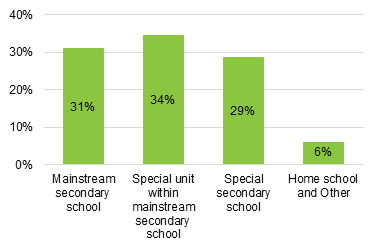 40%
30%
20%
10%
0%
31%
34%
29%
6%
Mainstream
secondary
school
Special unit
within
mainstream
secondary
school
Special
secondary
school
Home school
and Other